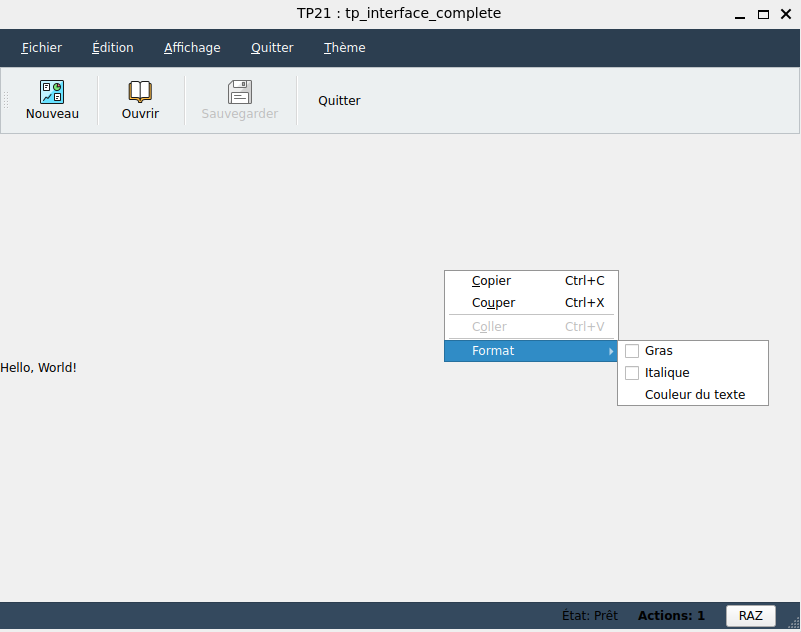 TP21 : tp_interface_complete
Fichier Édition Affichage Quitter Thème
Nouveau Ouvrir Sauvegarder Quitter
Copier Ctrl+C
Couper Ctrl+X
Coller Ctrl+V
Format Gras
Italique
Couleur du texte
Hello, World!
État: Prêt Actions: 1 RAZ